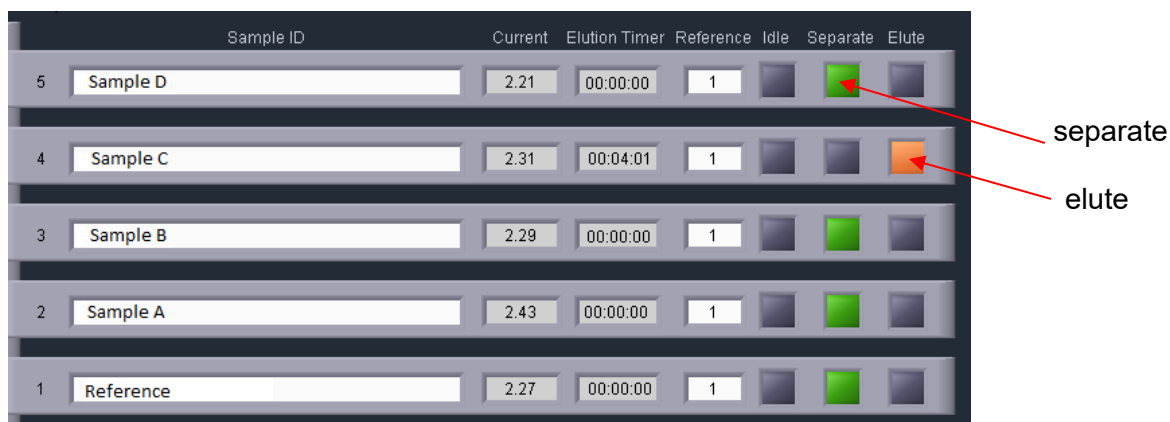 Sample ID Current Elution Timer Reference Idle Separate Elute
5 Sample D 2.21 00:00:00 1
separate
4 Sample C 2.31 00:04:01 1
elute
3 Sample B 2.29 00:00:00 1
2 Sample A 2.43 00:00:00 1
1 Reference 2.27 00:00:00 1